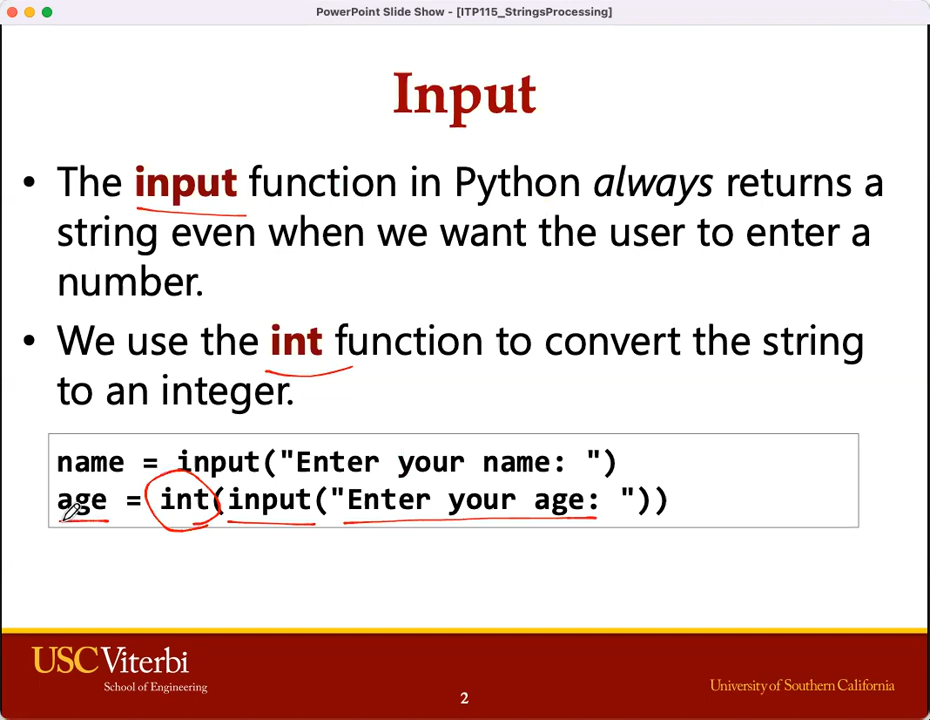 PowerPoint Slide Show - [ITP115_StringsProcessing]
Input
• The input function in Python always returns a
string even when we want the user to enter a
number.
• We use the int function to convert the string
to an integer.
name = input("Enter your name: ")
age = int(input("Enter your age: "))
USC Viterbi
School of Engineering
2
University of Southern California